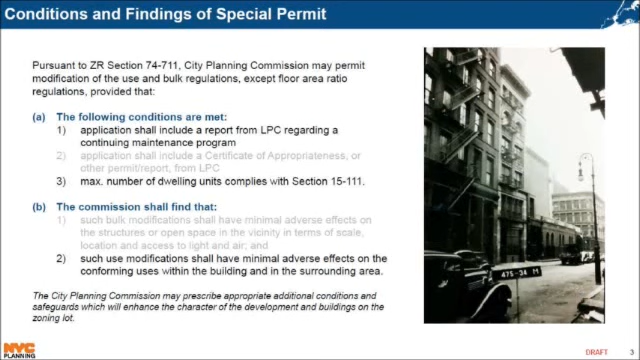 Conditions and Findings of Special Permit
Pursuant to ZR Section 74-711, City Planning Commission may permit
modification of the use and bulk regulations, except floor area ratio
regulations, provided that:
(a) The following conditions are met:
1) application shall include a report from LPC regarding a
continuing maintenance program
2) application shall include a Certificate of Appropriateness, or
other permit/report, from LPC
3) max. number of dwelling units complies with Section 15-111.
(b) The commission shall find that:
1) such bulk modifications shall have minimal adverse effects on
the structures or open space in the vicinity in terms of scale,
location and access to light and air; and
2) such use modifications shall have minimal adverse effects on the
conforming uses within the building and in the surrounding area.
The City Planning Commission may prescribe appropriate additional conditions and
safeguards which will enhance the character of the development and buildings on the
zoning lot.
475-34 M
NYC
PLANNING
DRAFT 3